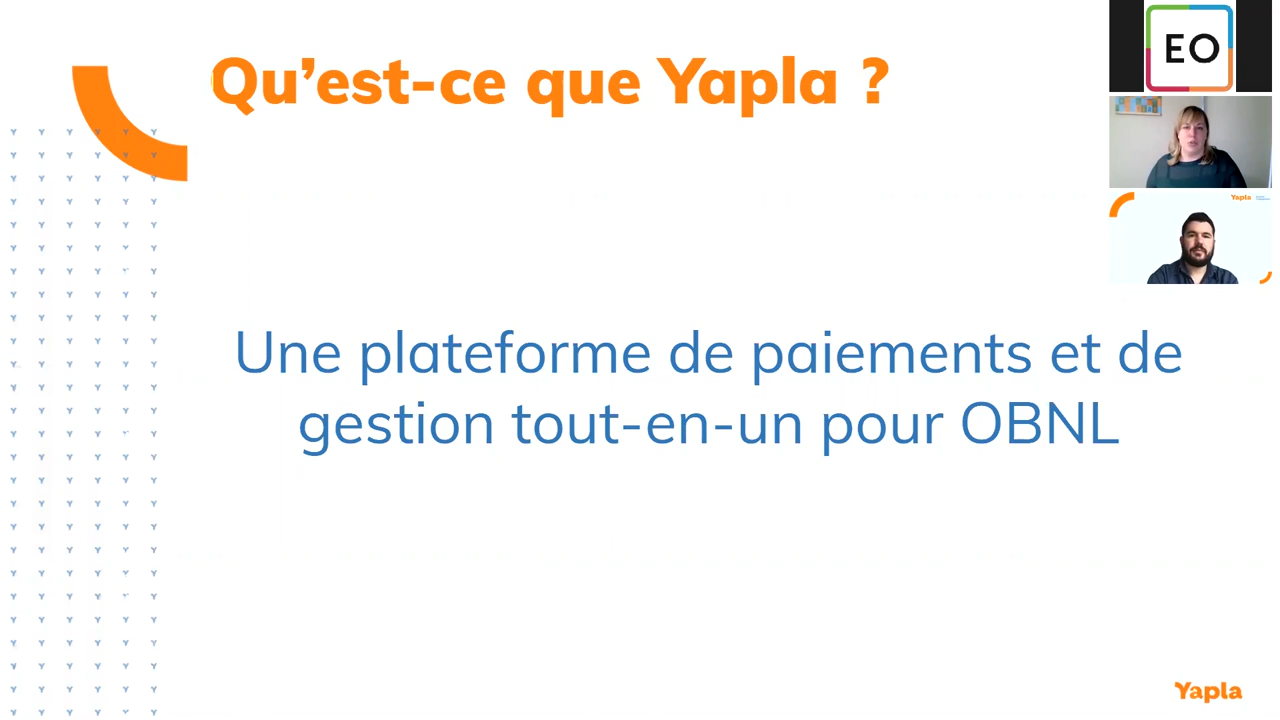 Qu’est-ce que Yapla ?
EO
Yapla
Une plateforme de paiements et de
gestion tout-en-un pour OBNL
Yapla